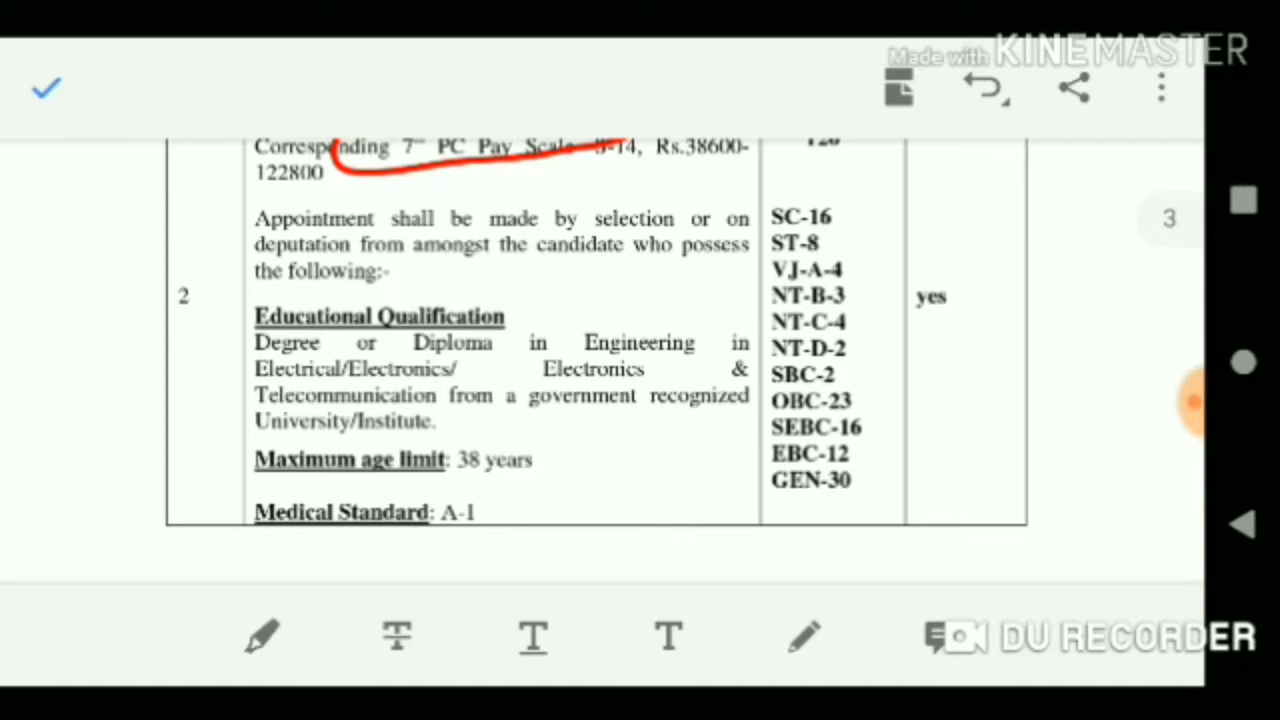 Made with KINEMASTER
Corresponding 7th PC Pay Scale S-14, Rs.38600-
122800
Appointment shall be made by selection or on
deputation from amongst the candidate who possess
the following:-
2
Educational Qualification
Degree or Diploma in Engineering in
Electrical/Electronics/ Electronics &
Telecommunication from a government recognized
University/Institute.
Maximum age limit: 38 years
Medical Standard: A-1
SC-16
ST-8
VJ-A-4
NT-B-3
NT-C-4
NT-D-2
SBC-2
OBC-23
SEBC-16
EBC-12
GEN-30
yes
3
T
T
T
DU RECORDER